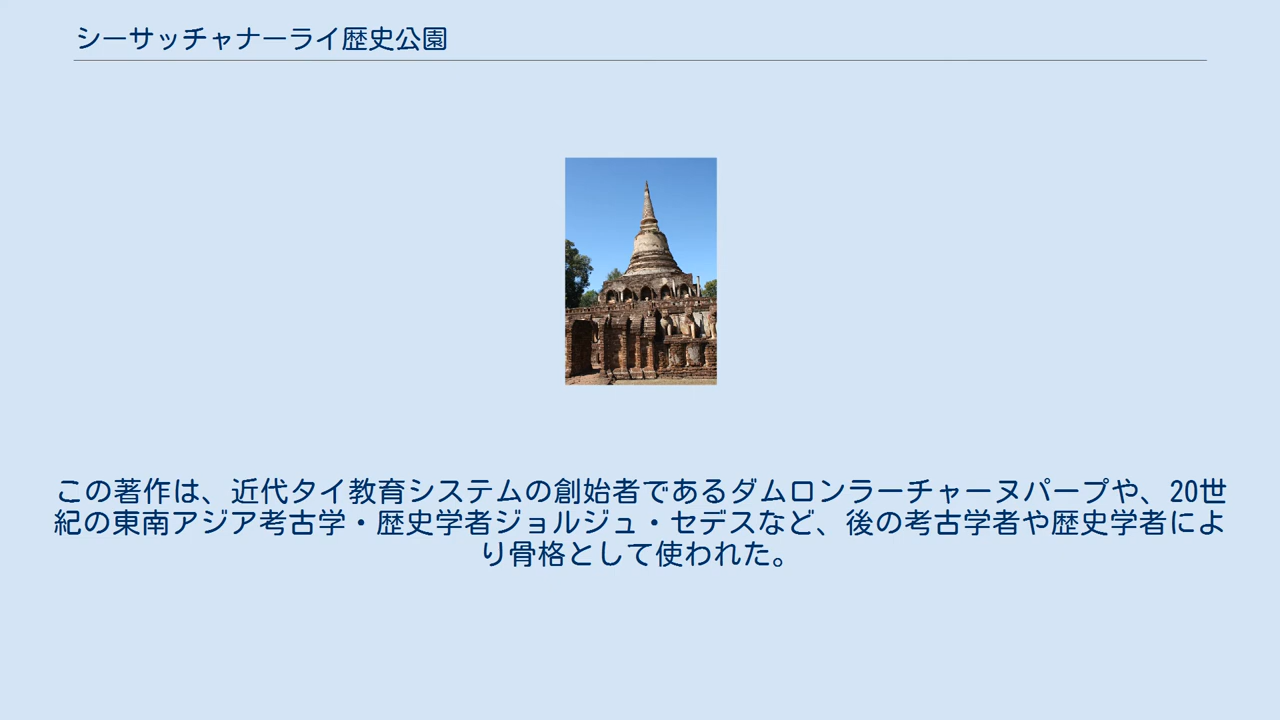 シーサッチャナーライ歴史公園
この著作は、近代タイ教育システムの創始者であるダムロンラーチャーヌパープや、20世
紀の東南アジア考古学・歴史学者ジョルジュ・セデスなど、後の考古学者や歴史学者によ
り骨格として使われた。